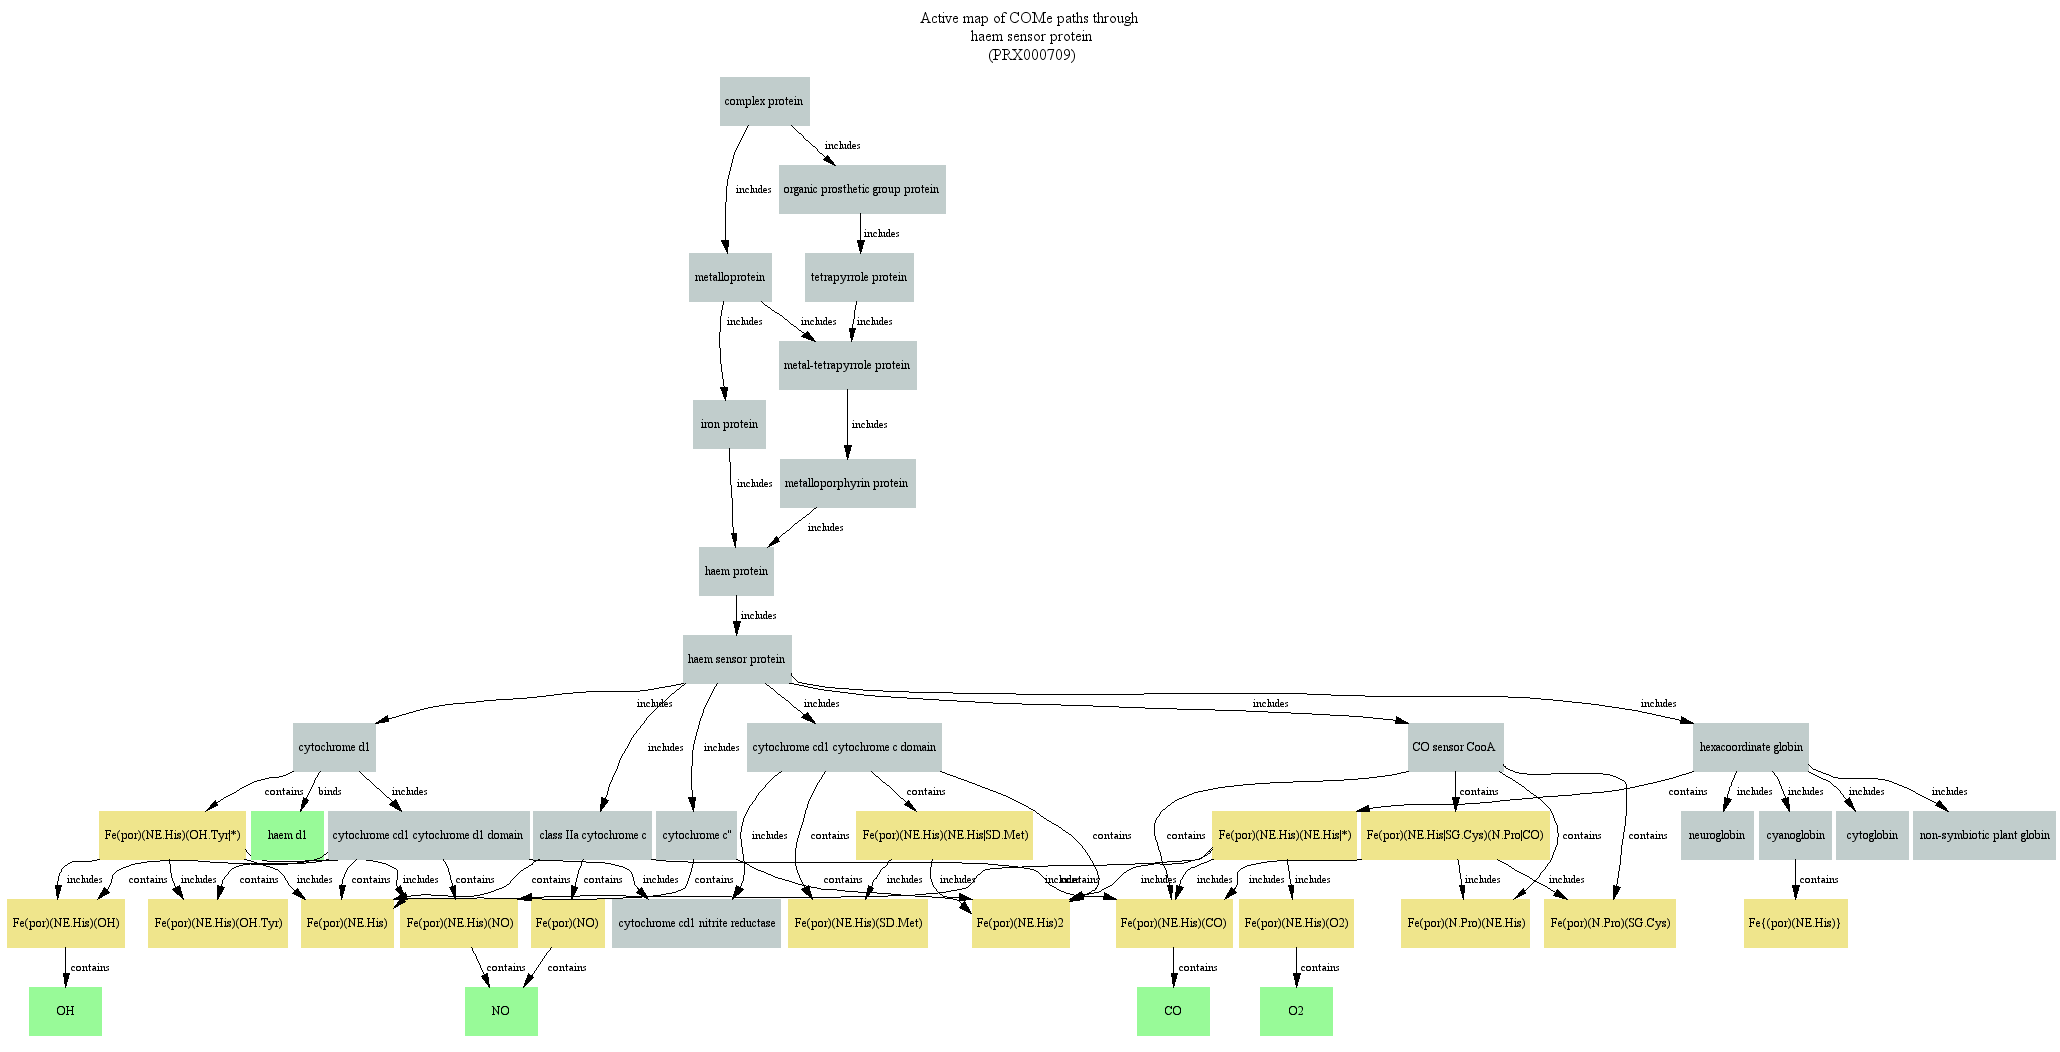 Active map of COMe paths through
haem sensor protein
(PRX000709)
complex protein
includes
includes
organic prosthetic group protein
includes
metalloprotein
tetrapyrrole protein
includes
includes
includes
metal-tetrapyrrole protein
iron protein
includes
includes
metalloporphyrin protein
includes
haem protein
includes
haem sensor protein
includes
includes
includes
includes
includes
includes
cytochrome d1
cytochrome cd1 cytochrome c domain
CO sensor CooA
hexacoordinate globin
contains
binds
includes
contains
contains
contains
includes
includes
includes
includes
Fe(por)(NE.His)(OH.Tyr|*)
haem d1
cytochrome cd1 cytochrome d1 domain
class IIa cytochrome c
cytochrome c"
includes
contains
contains
contains
contains
contains
Fe(por)(NE.His)(NE.His|SD.Met)
Fe(por)(NE.His)(NE.His|*)
Fe(por)(NE.His|SG.Cys)(N.Pro|CO)
neuroglobin
cyanoglobin
cytoglobin
non-symbiotic plant globin
includes
contains
includes
contains
includes
contains
includes
contains
contains
contains
includes
contains
contains
includes
includes
includes
contains
includes
includes
includes
includes
includes
includes
contains
Fe(por)(NE.His)(OH)
Fe(por)(NE.His)(OH.Tyr)
Fe(por)(NE.His)
Fe(por)(NE.His)(NO)
Fe(por)(NO)
cytochrome cd1 nitrite reductase
Fe(por)(NE.His)(SD.Met)
Fe(por)(NE.His)2
Fe(por)(NE.His)(CO)
Fe(por)(NE.His)(O2)
Fe(por)(N.Pro)(NE.His)
Fe(por)(N.Pro)(SG.Cys)
Fe{(por)(NE.His)}
contains
contains
contains
contains
contains
OH
NO
CO
O2